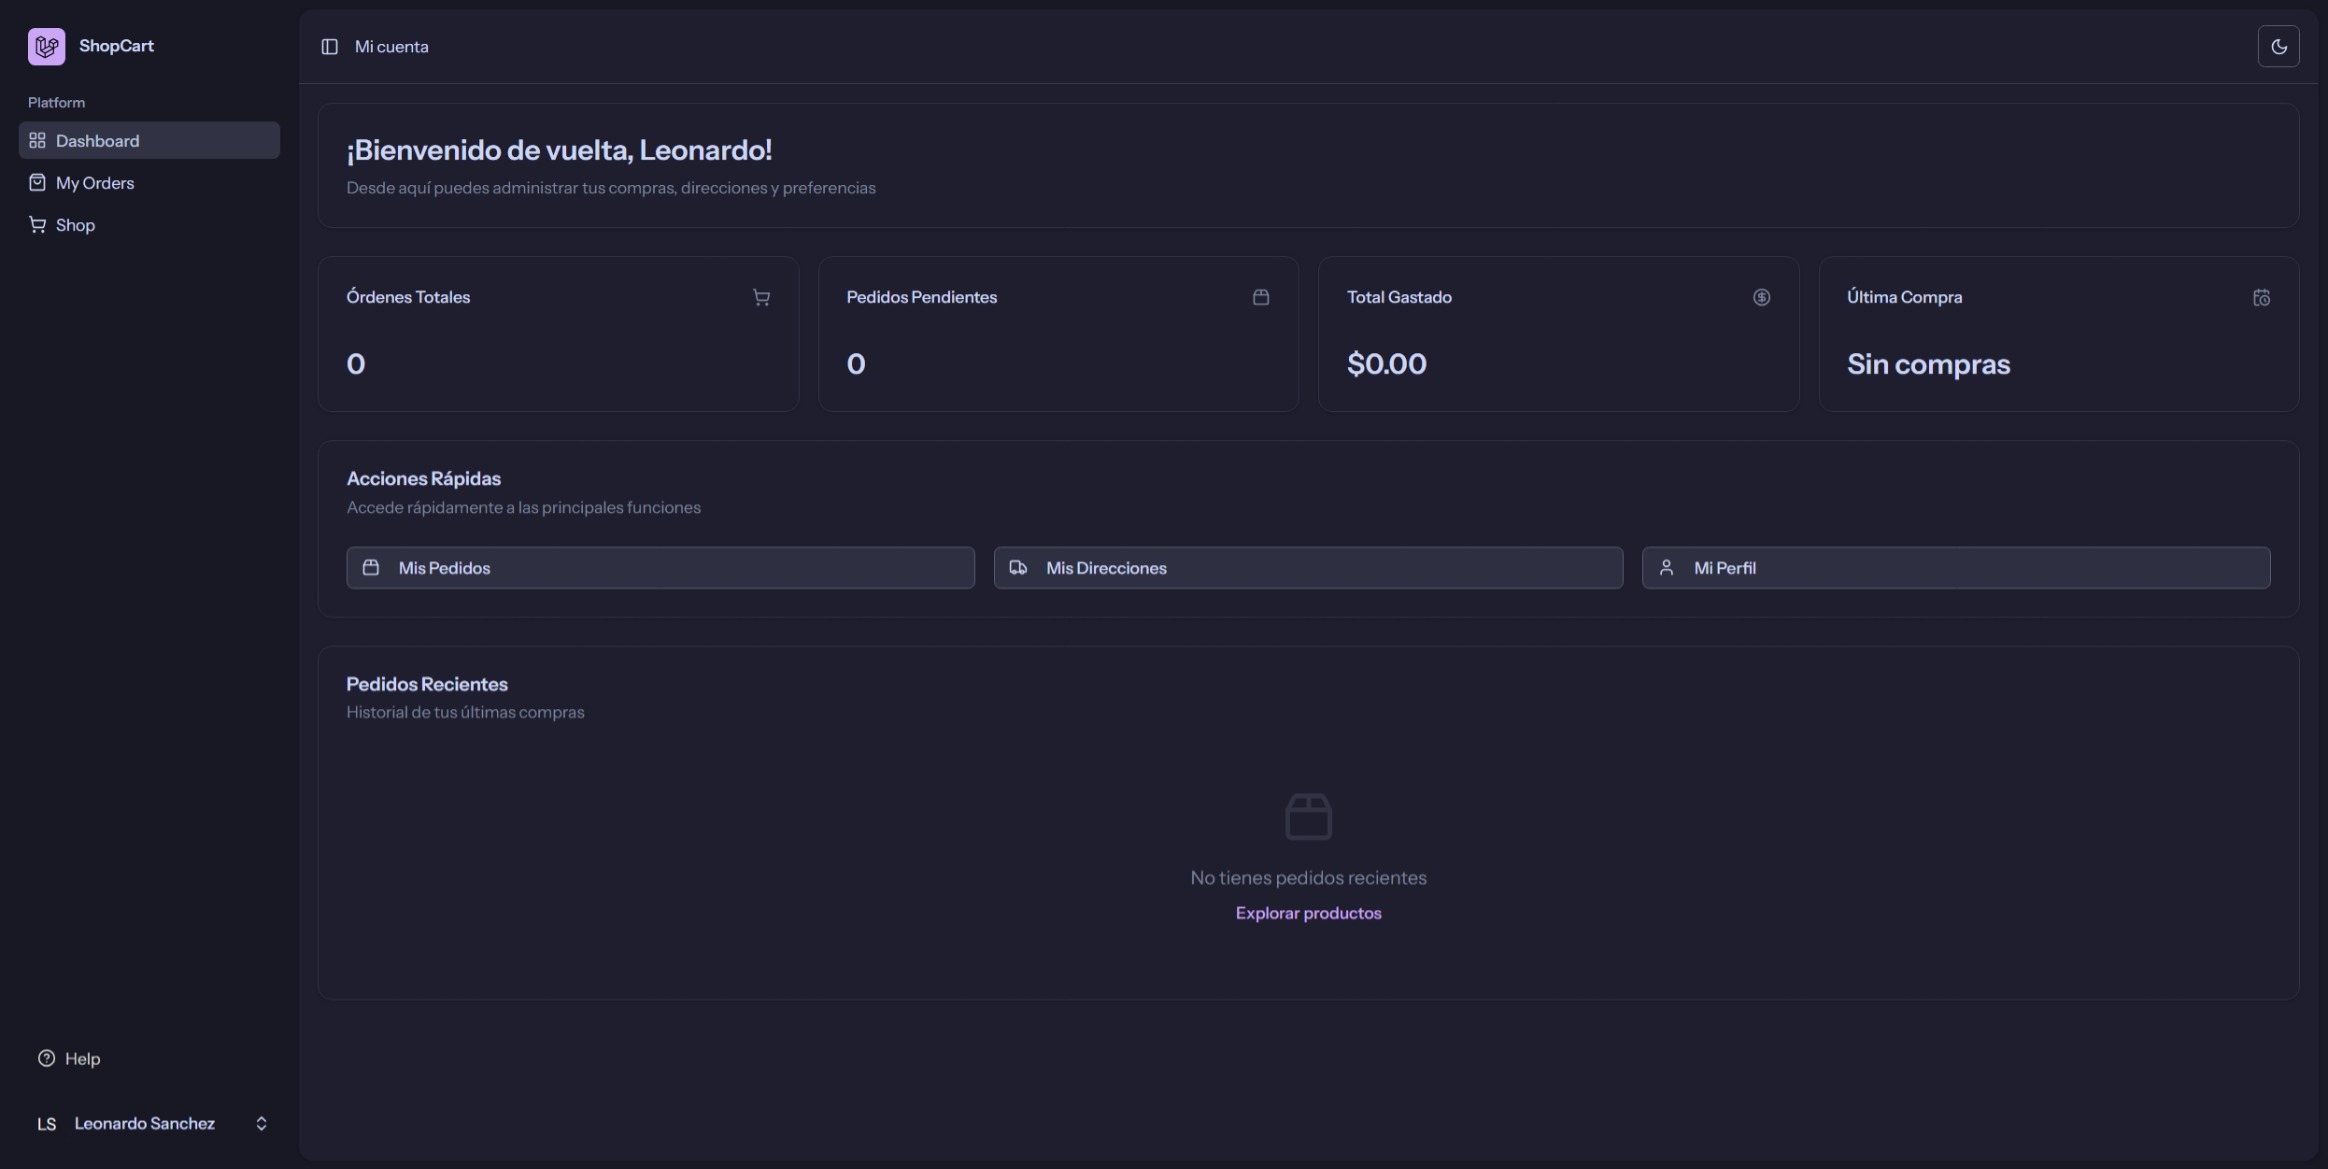 ShopCart
Platform
Dashboard
My Orders
Shop
Help
LS Leonardo Sanchez
Mi cuenta
¡Bienvenido de vuelta, Leonardo!
Desde aquí puedes administrar tus compras, direcciones y preferencias
Órdenes Totales
0
Pedidos Pendientes
0
Total Gastado
$0.00
Última Compra
Sin compras
Acciones Rápidas
Accede rápidamente a las principales funciones
Mis Pedidos
Mis Direcciones
Mi Perfil
Pedidos Recientes
Historial de tus últimas compras
No tienes pedidos recientes
Explorar productos